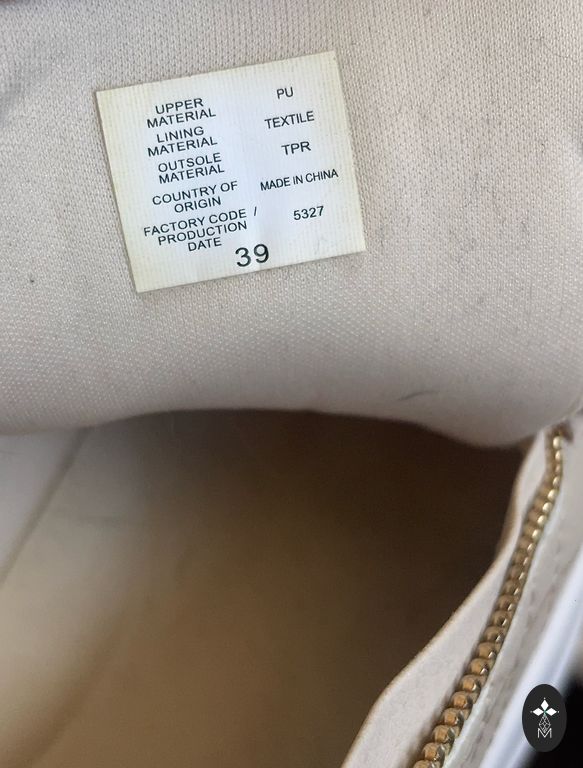 UPPER MATERIAL PU
LINING MATERIAL TEXTILE
OUTSOLE MATERIAL TPR
COUNTRY OF ORIGIN MADE IN CHINA
FACTORY CODE / PRODUCTION DATE 5327
39
M